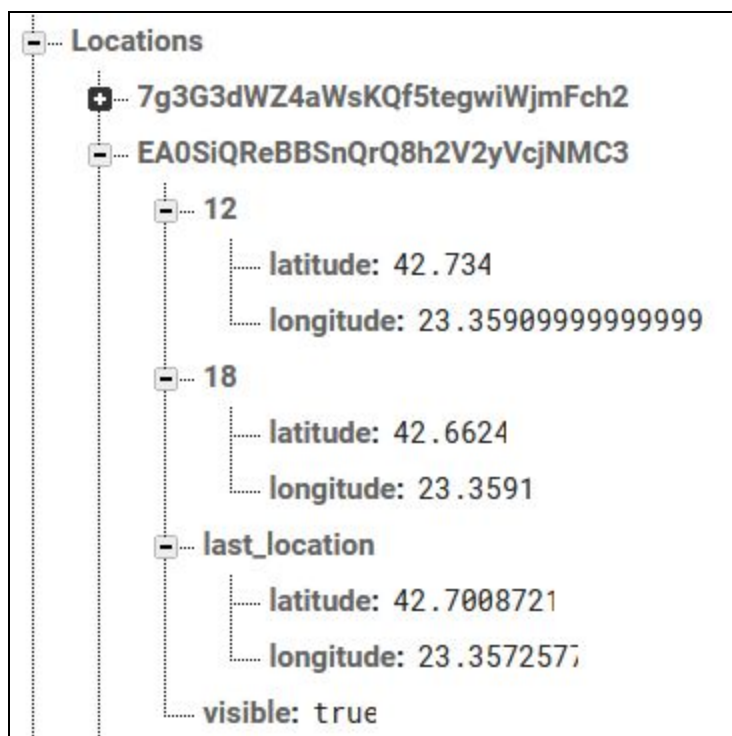 Locations
7g3G3dWZ4aWsKQf5tegwiWjmFch2
EA0SiQReBBSnQrQ8h2V2yVcjNMC3
12
latitude: 42.734
longitude: 23.35909999999999
18
latitude: 42.6624
longitude: 23.3591
last_location
latitude: 42.7008721
longitude: 23.3572577
visible: true